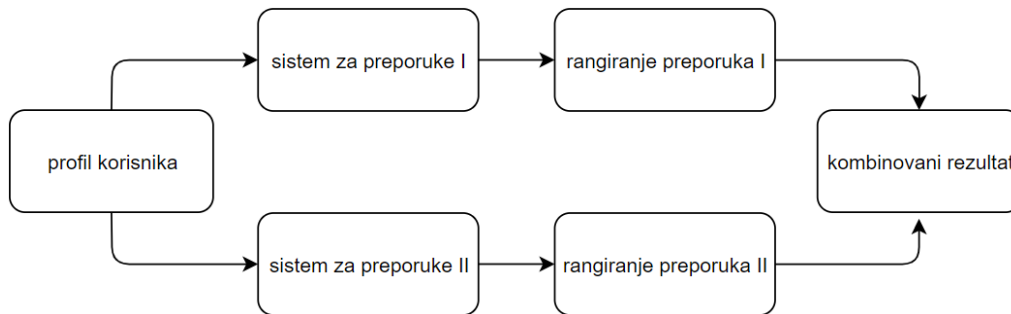 sistem za preporuke I
rangiranje preporuka I
profil korisnika
kombinovani rezultat
sistem za preporuke II
rangiranje preporuka II